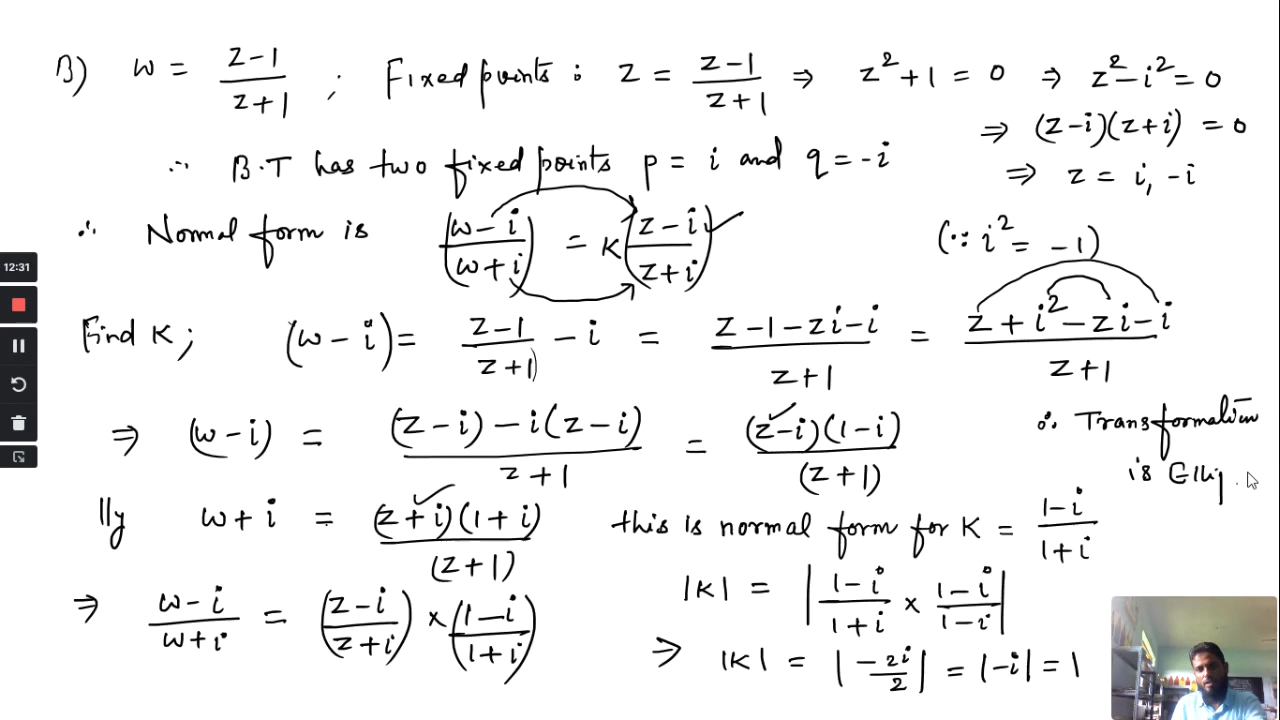 B) w = (z-1)/(z+1) ; Fixed points : z = (z-1)/(z+1) ⇒ z²+1 = 0 ⇒ z²-i² = 0
⇒ (z-i)(z+i) = 0
∴ B.T has two fixed points p = i and q = -i
⇒ z = i, -i
∴ Normal form is ((w-i)/(w+i)) = K((z-i)/(z+i)) ✓
(∵ i² = -1)
12:31
Find K; (w-i) = (z-1)/(z+1) - i = (z-1-zi-i)/(z+1) = (z+i²-zi-i)/(z+1)
⇒ (w-i) = ((z-i)-i(z-i))/(z+1) = ((z-i)(1-i))/(z+1)
∴ Transformation
is Ellip.
lly w+i = ((z+i)(1+i))/(z+1)
this is normal form for K = (1-i)/(1+i)
⇒ (w-i)/(w+i) = ((z-i)/(z+i)) × ((1-i)/(1+i))
|K| = |(1-i)/(1+i) × (1-i)/(1-i)|
⇒ |K| = |-2i/2| = |-i| = 1